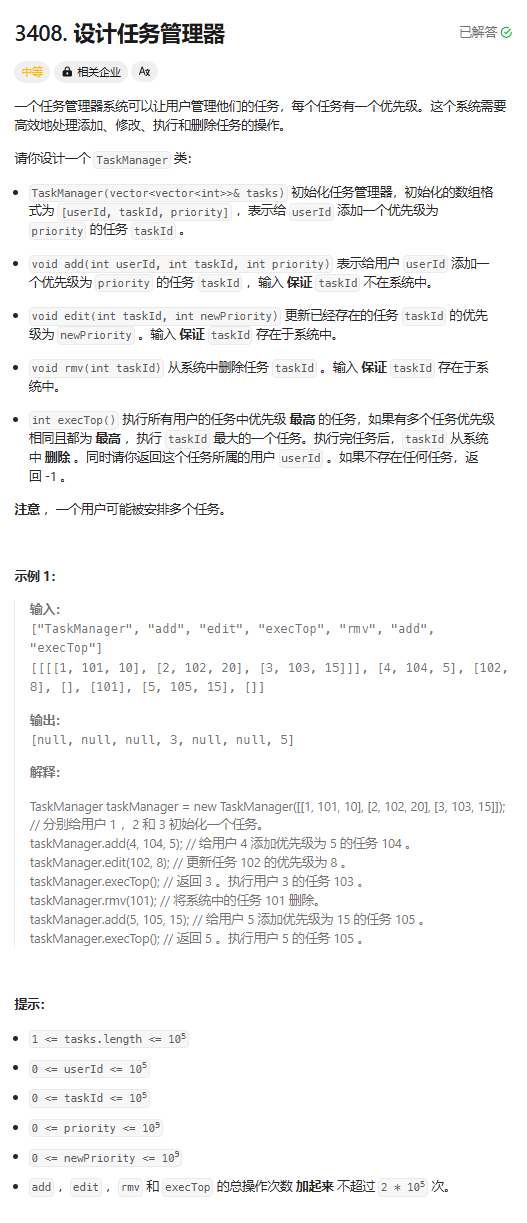 3408. 设计任务管理器
已解答
中等
相关企业
一个任务管理器系统可以让用户管理他们的任务，每个任务有一个优先级。这个系统需要
高效地处理添加、修改、执行和删除任务的操作。
请你设计一个 TaskManager 类：
TaskManager(vector<vector<int>>& tasks) 初始化任务管理器，初始化的数组格
式为 [userId, taskId, priority] ，表示给 userId 添加一个优先级为
priority 的任务 taskId 。
void add(int userId, int taskId, int priority) 表示给用户 userId 添加一
个优先级为 priority 的任务 taskId ，输入 保证 taskId 不在系统中。
void edit(int taskId, int newPriority) 更新已经存在的任务 taskId 的优先
级为 newPriority 。输入 保证 taskId 存在于系统中。
void rmv(int taskId) 从系统中删除任务 taskId 。输入 保证 taskId 存在于系
统中。
int execTop() 执行所有用户的任务中优先级 最高 的任务，如果有多个任务优先级
相同且都为 最高 ，执行 taskId 最大的一个任务。执行完任务后，taskId 从系统
中 删除 。同时请你返回这个任务所属的用户 userId 。如果不存在任何任务，返
回 -1 。
注意 ，一个用户可能被安排多个任务。
示例 1：
输入：
["TaskManager", "add", "edit", "execTop", "rmv", "add",
"execTop"]
[[[[1, 101, 10], [2, 102, 20], [3, 103, 15]]], [4, 104, 5], [102,
8], [], [101], [5, 105, 15], []]
输出：
[null, null, null, 3, null, null, 5]
解释：
TaskManager taskManager = new TaskManager([[1, 101, 10], [2, 102, 20], [3, 103, 15]]);
// 分别给用户 1 ，2 和 3 初始化一个任务。
taskManager.add(4, 104, 5); // 给用户 4 添加优先级为 5 的任务 104 。
taskManager.edit(102, 8); // 更新任务 102 的优先级为 8 。
taskManager.execTop(); // 返回 3 。执行用户 3 的任务 103 。
taskManager.rmv(101); // 将系统中的任务 101 删除。
taskManager.add(5, 105, 15); // 给用户 5 添加优先级为 15 的任务 105 。
taskManager.execTop(); // 返回 5 。执行用户 5 的任务 105 。
提示：
1 <= tasks.length <= 10⁵
0 <= userId <= 10⁵
0 <= taskId <= 10⁵
0 <= priority <= 10⁹
0 <= newPriority <= 10⁹
add ，edit ，rmv 和 execTop 的总操作次数 加起来 不超过 2 * 10⁵ 次。